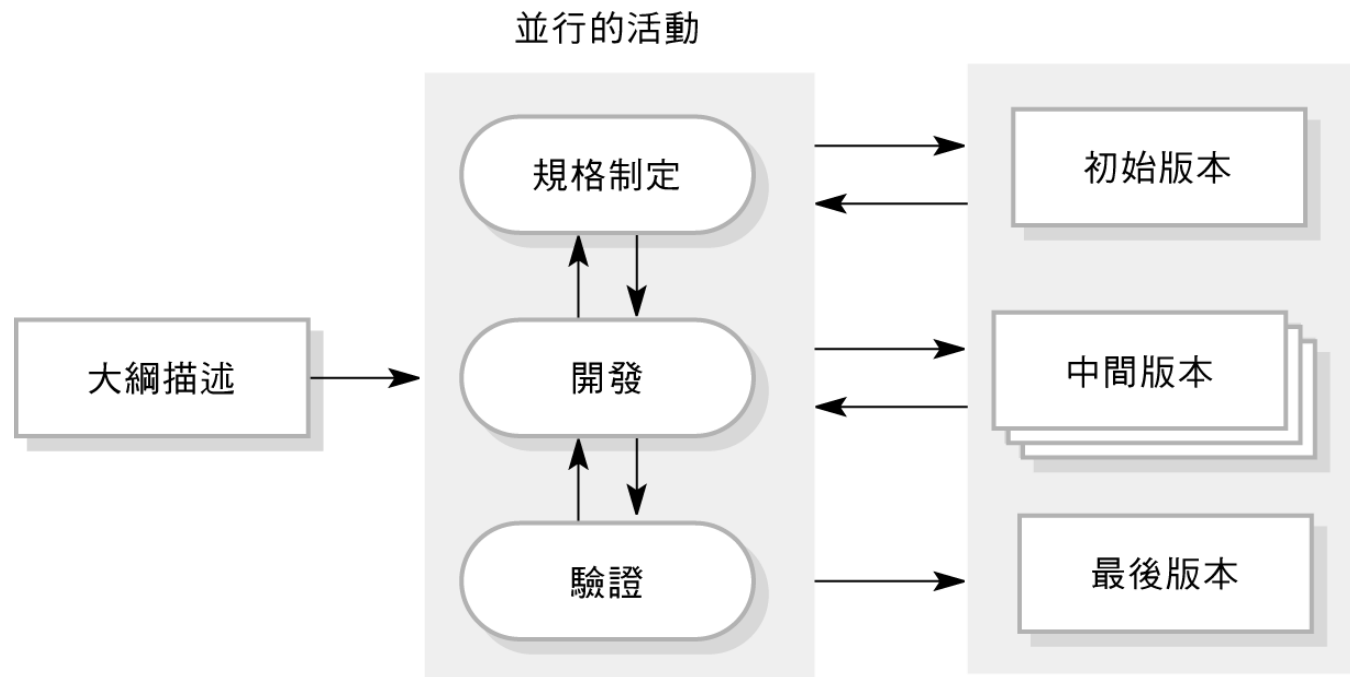 並行的活動
規格制定
初始版本
大綱描述
開發
中間版本
驗證
最後版本